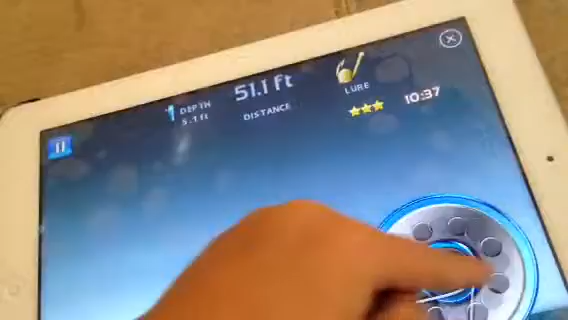 DEPTH
5.1 ft
51.1 ft
DISTANCE
LURE
10:37